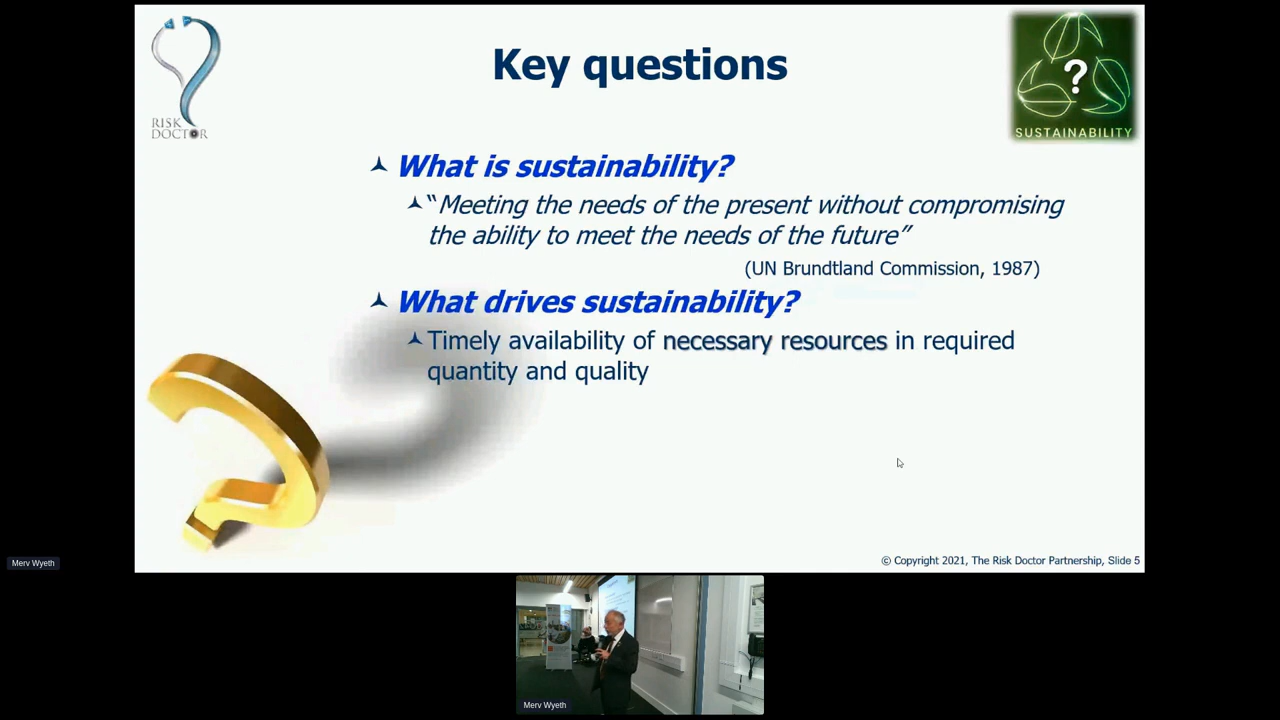 Key questions
RISK
DOCTOR
?
SUSTAINABILITY
What is sustainability?
“Meeting the needs of the present without compromising
the ability to meet the needs of the future”
(UN Brundtland Commission, 1987)
What drives sustainability?
Timely availability of necessary resources in required
quantity and quality
© Copyright 2021, The Risk Doctor Partnership, Slide 5
Merv Wyeth
Merv Wyeth